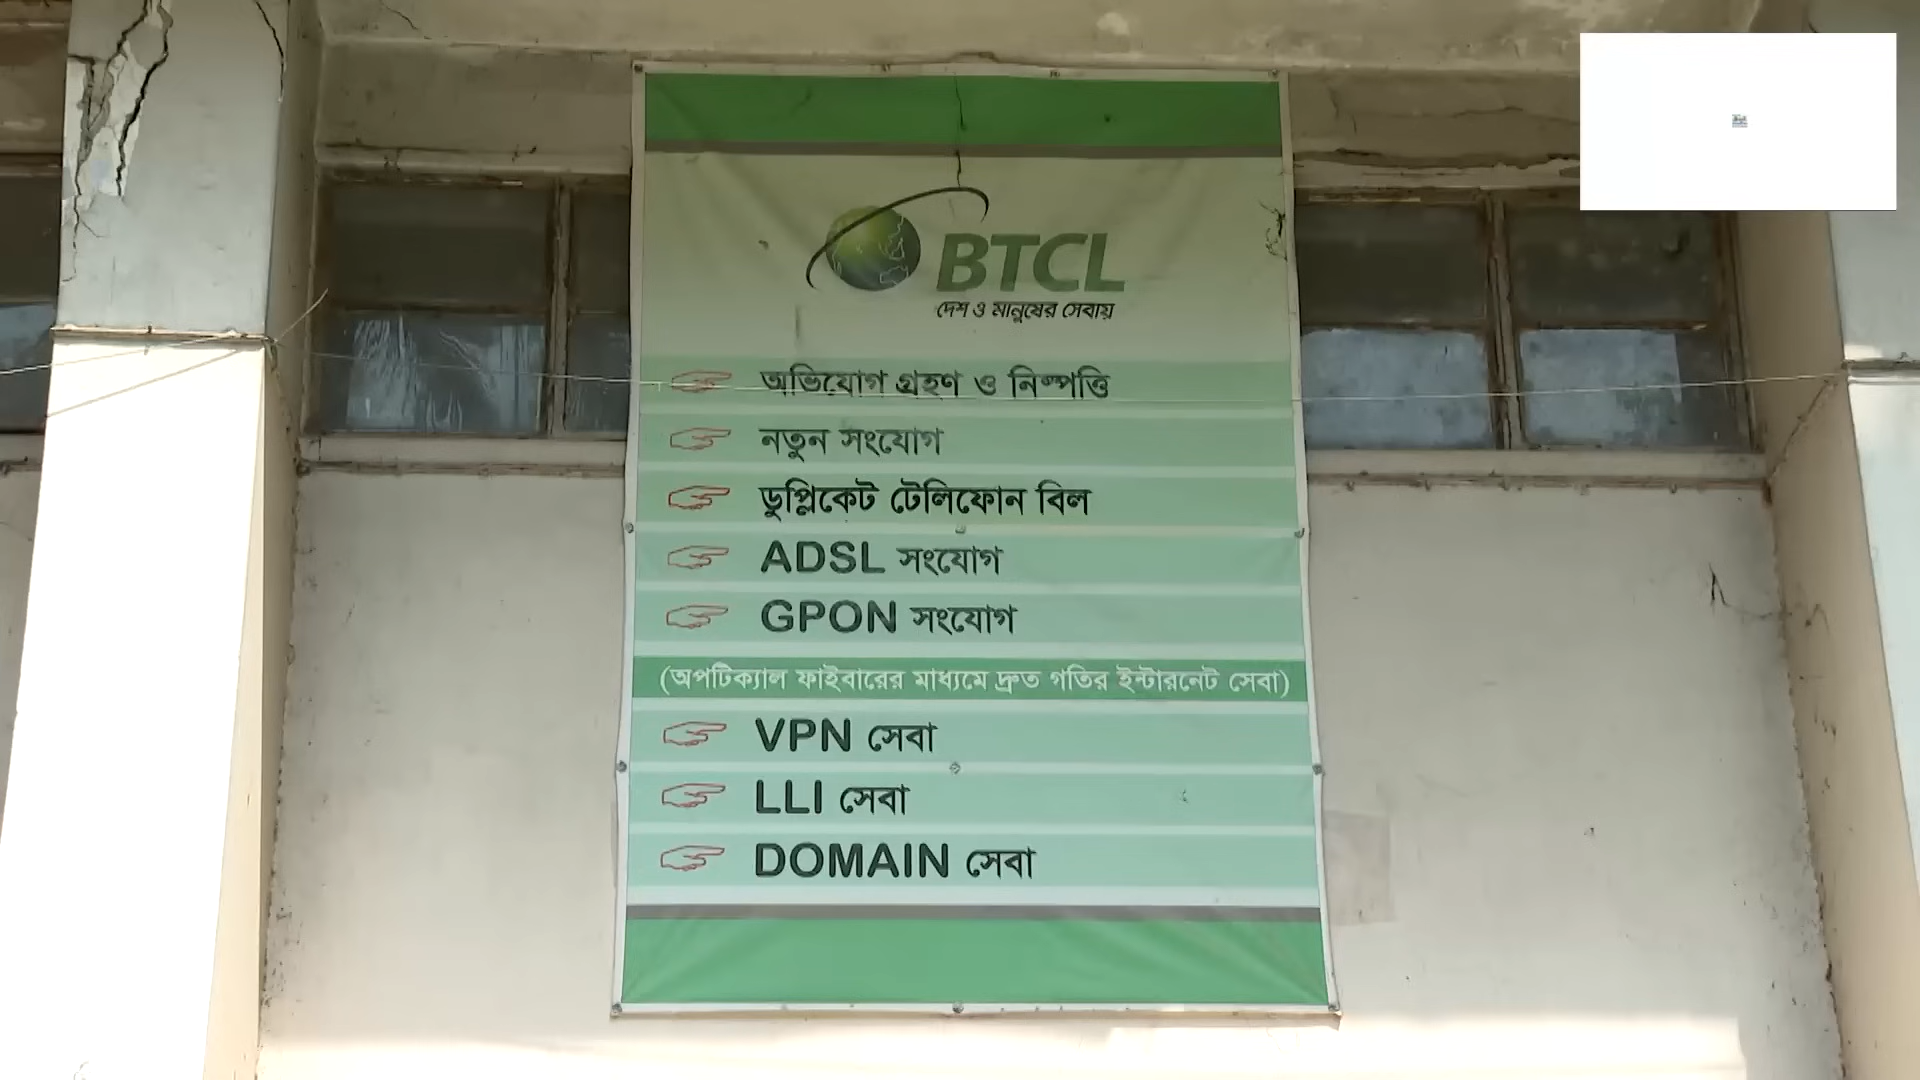 BTCL
দেশ ও মানুষের সেবায়
অভিযোগ গ্রহণ ও নিষ্পত্তি
নতুন সংযোগ
ডুপ্লিকেট টেলিফোন বিল
ADSL সংযোগ
GPON সংযোগ
(অপটিক্যাল ফাইবারের মাধ্যমে দ্রুত গতির ইন্টারনেট সেবা)
VPN সেবা
LLI সেবা
DOMAIN সেবা